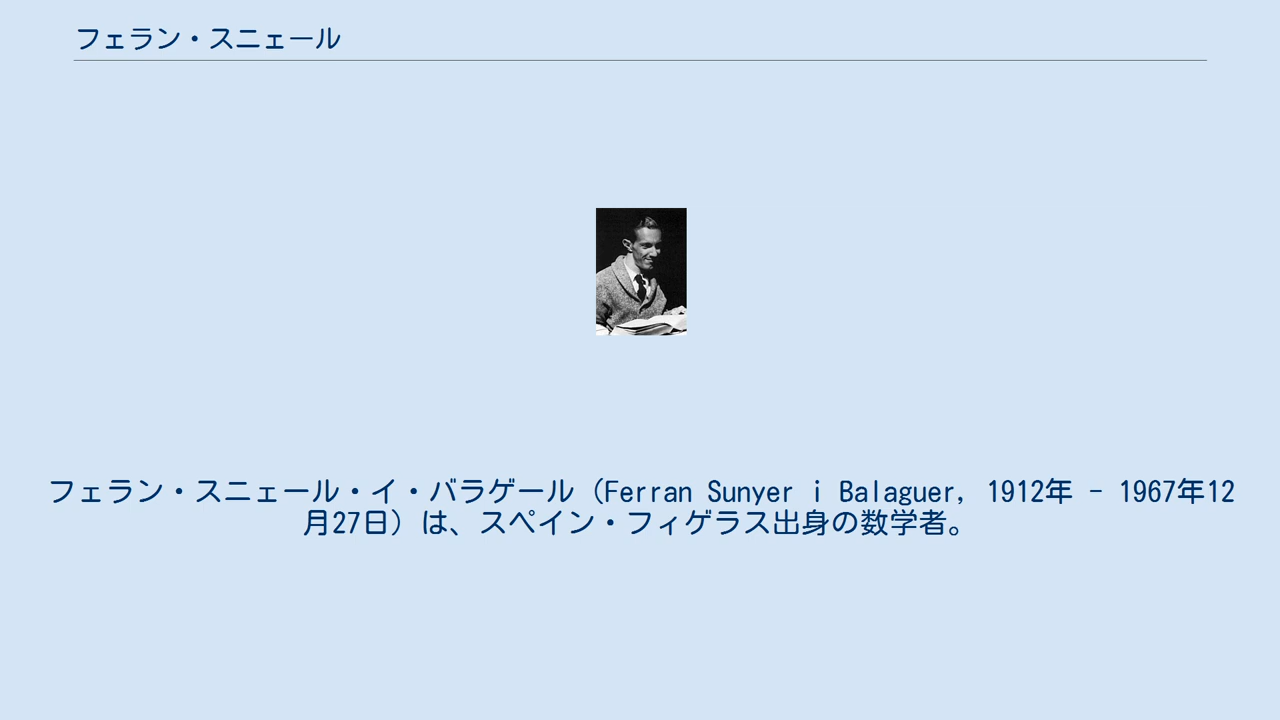 フェラン・スニェール
フェラン・スニェール・イ・バラゲール（Ferran Sunyer i Balaguer, 1912年 - 1967年12
月27日）は、スペイン・フィゲラス出身の数学者。